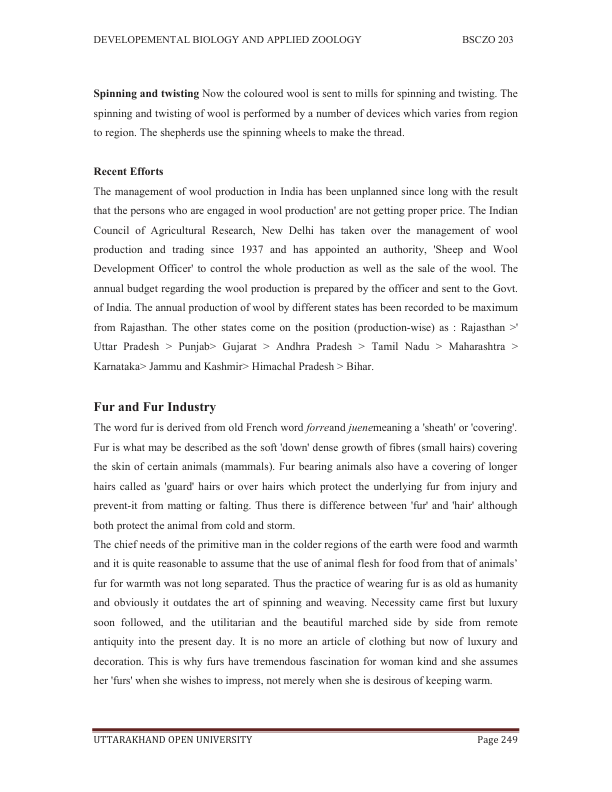 DEVELOPEMENTAL BIOLOGY AND APPLIED ZOOLOGY BSCZO 203
Spinning and twisting Now the coloured wool is sent to mills for spinning and twisting. The
spinning and twisting of wool is performed by a number of devices which varies from region
to region. The shepherds use the spinning wheels to make the thread.
Recent Efforts
The management of wool production in India has been unplanned since long with the result
that the persons who are engaged in wool production' are not getting proper price. The Indian
Council of Agricultural Research, New Delhi has taken over the management of wool
production and trading since 1937 and has appointed an authority, 'Sheep and Wool
Development Officer' to control the whole production as well as the sale of the wool. The
annual budget regarding the wool production is prepared by the officer and sent to the Govt.
of India. The annual production of wool by different states has been recorded to be maximum
from Rajasthan. The other states come on the position (production-wise) as : Rajasthan >'
Uttar Pradesh > Punjab> Gujarat > Andhra Pradesh > Tamil Nadu > Maharashtra >
Karnataka> Jammu and Kashmir> Himachal Pradesh > Bihar.
Fur and Fur Industry
The word fur is derived from old French word forreand juenemeaning a 'sheath' or 'covering'.
Fur is what may be described as the soft 'down' dense growth of fibres (small hairs) covering
the skin of certain animals (mammals). Fur bearing animals also have a covering of longer
hairs called as 'guard' hairs or over hairs which protect the underlying fur from injury and
prevent-it from matting or falting. Thus there is difference between 'fur' and 'hair' although
both protect the animal from cold and storm.
The chief needs of the primitive man in the colder regions of the earth were food and warmth
and it is quite reasonable to assume that the use of animal flesh for food from that of animals’
fur for warmth was not long separated. Thus the practice of wearing fur is as old as humanity
and obviously it outdates the art of spinning and weaving. Necessity came first but luxury
soon followed, and the utilitarian and the beautiful marched side by side from remote
antiquity into the present day. It is no more an article of clothing but now of luxury and
decoration. This is why furs have tremendous fascination for woman kind and she assumes
her 'furs' when she wishes to impress, not merely when she is desirous of keeping warm.
UTTARAKHAND OPEN UNIVERSITY Page 249